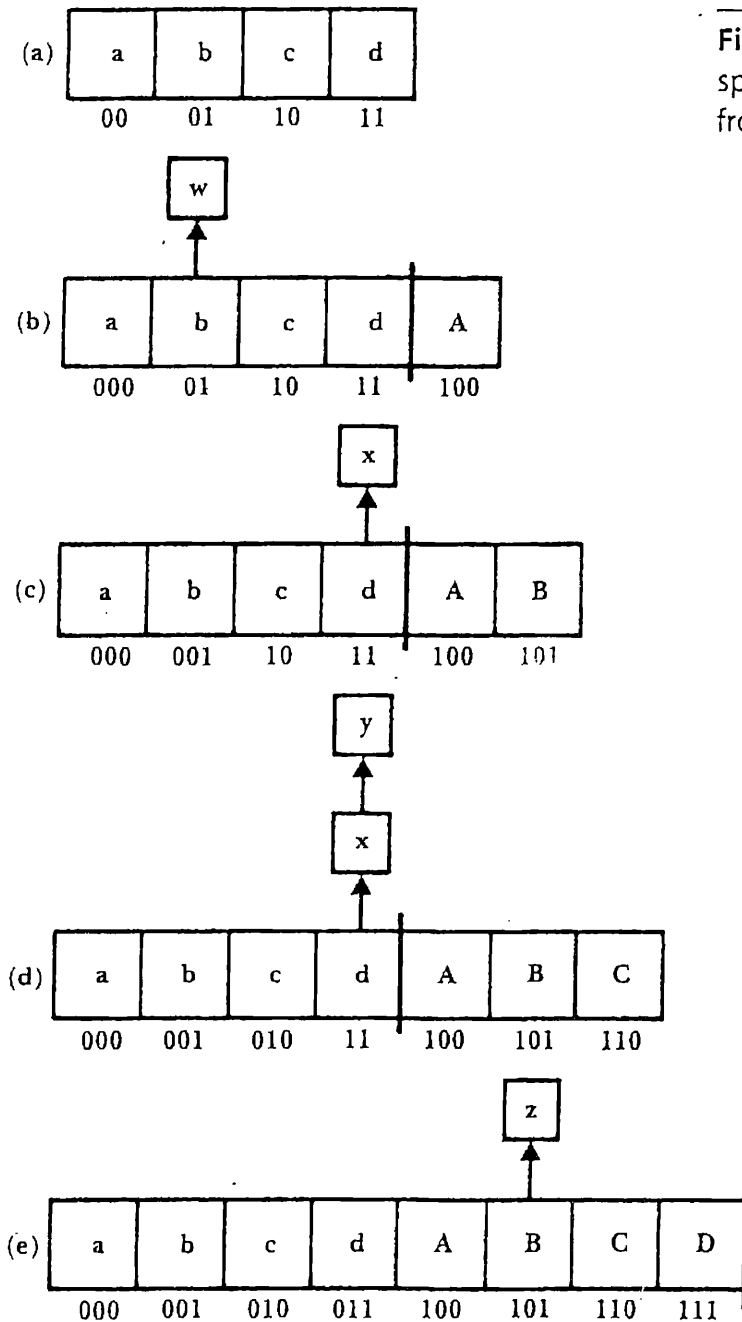 Fi
sp
fro
(a) a b c d
00 01 10 11
w
(b) a b c d A
000 01 10 11 100
x
(c) a b c d A B
000 001 10 11 100 101
y
x
(d) a b c d A B C
000 001 010 11 100 101 110
z
(e) a b c d A B C D
000 001 010 011 100 101 110 111